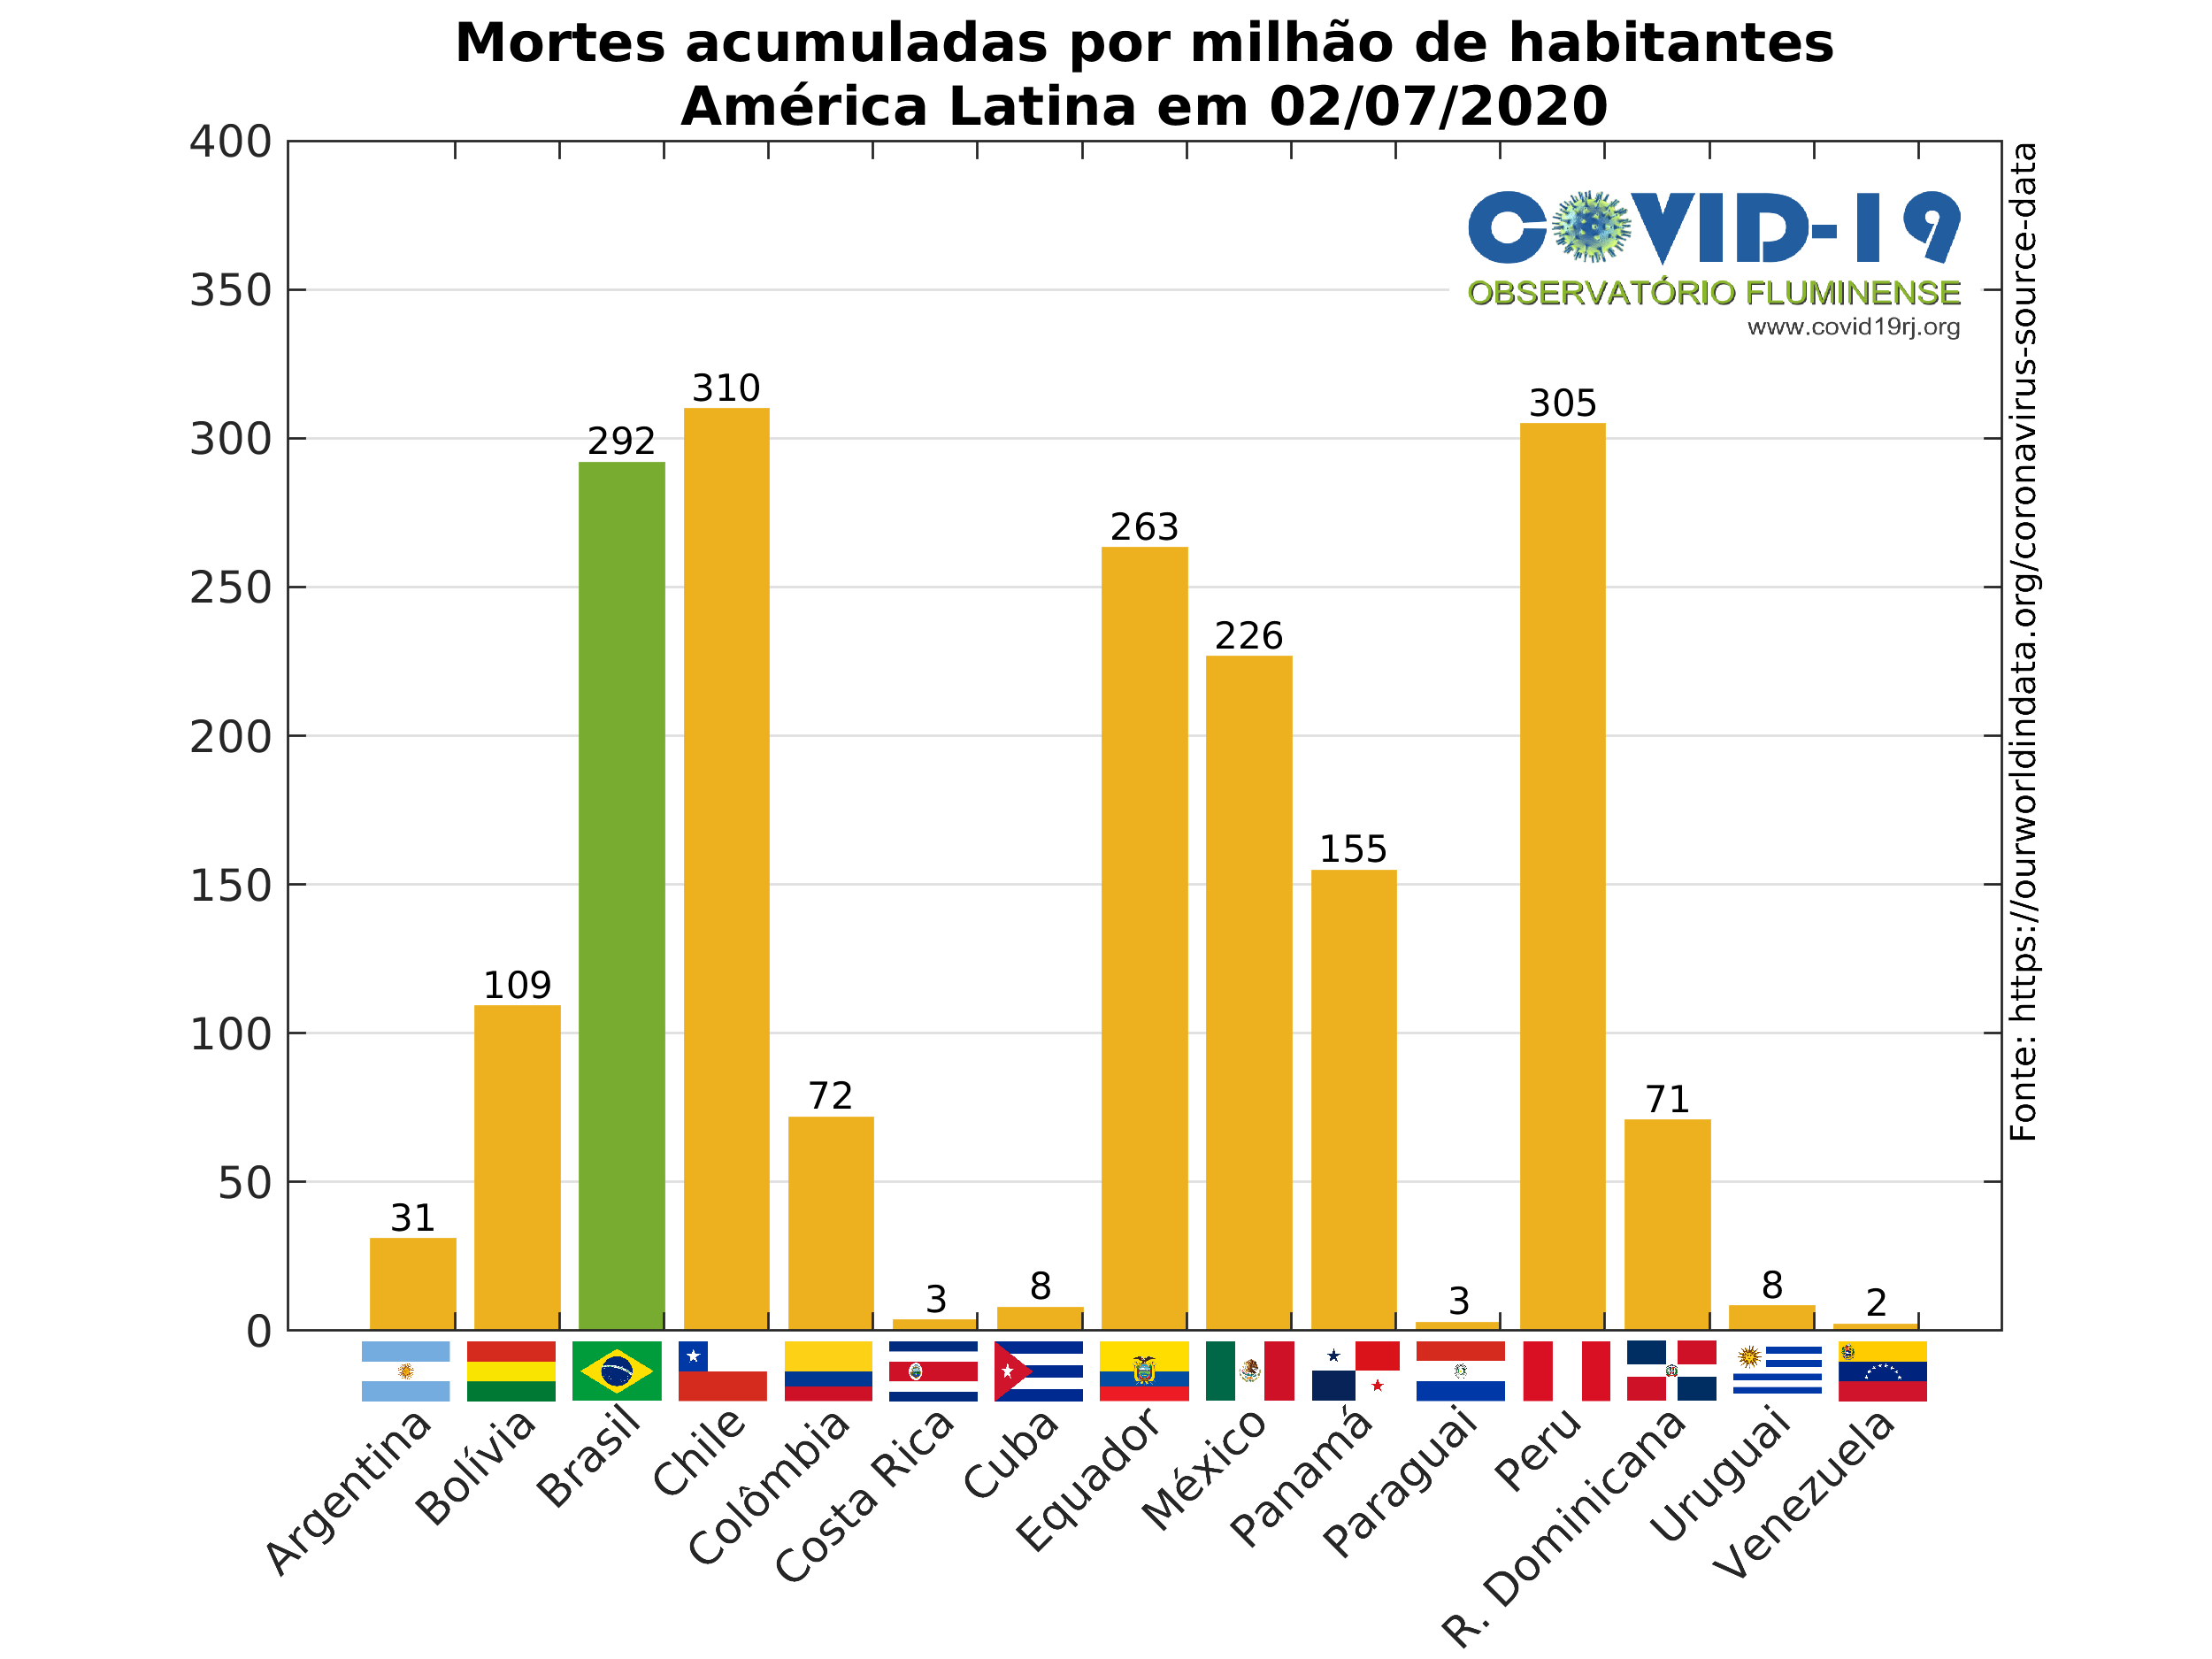 Mortes acumuladas por milhão de habitantes
América Latina em 02/07/2020
400
350
300
250
200
150
100
50
0
COVID-19
OBSERVATÓRIO FLUMINENSE
www.covid19rj.org
31
109
292
310
72
3
8
263
226
155
3
305
71
8
2
Argentina
Bolívia
Brasil
Chile
Colômbia
Costa Rica
Cuba
Equador
México
Panamá
Paraguai
Peru
R. Dominicana
Uruguai
Venezuela
Fonte: https://ourworldindata.org/coronavirus-source-data